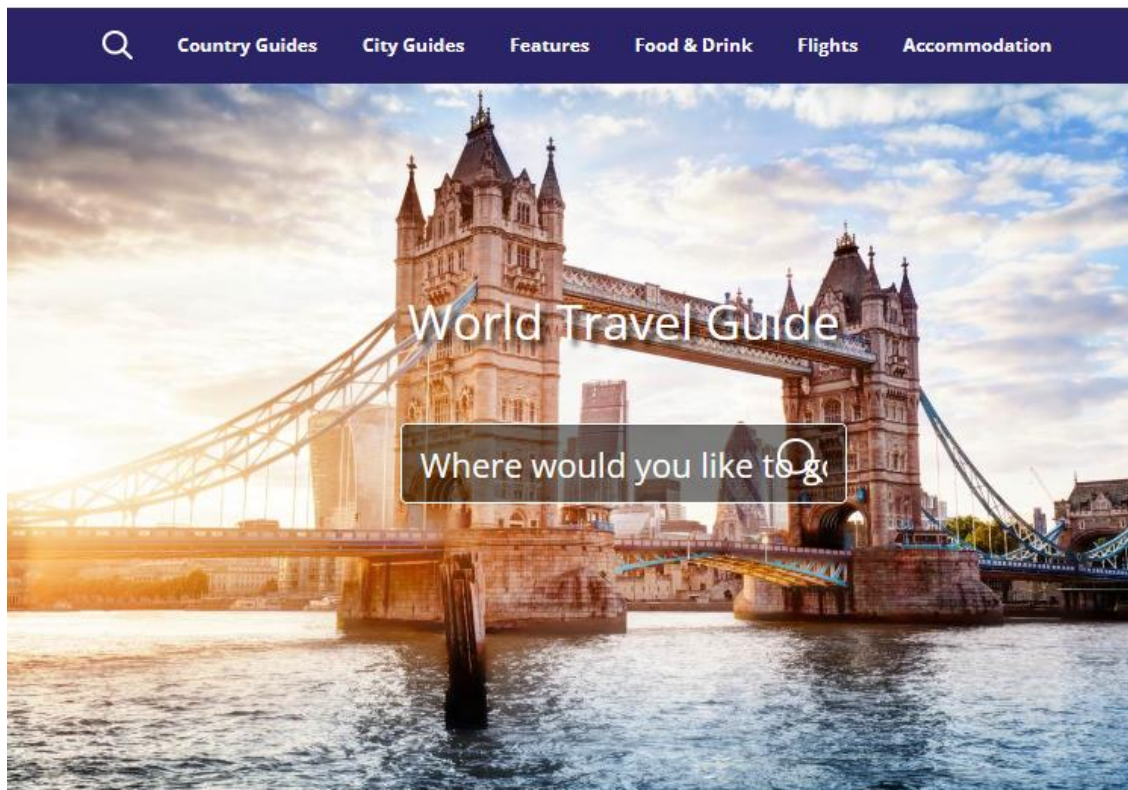 Country Guides City Guides Features Food & Drink Flights Accommodation
World Travel Guide
Where would you like to g